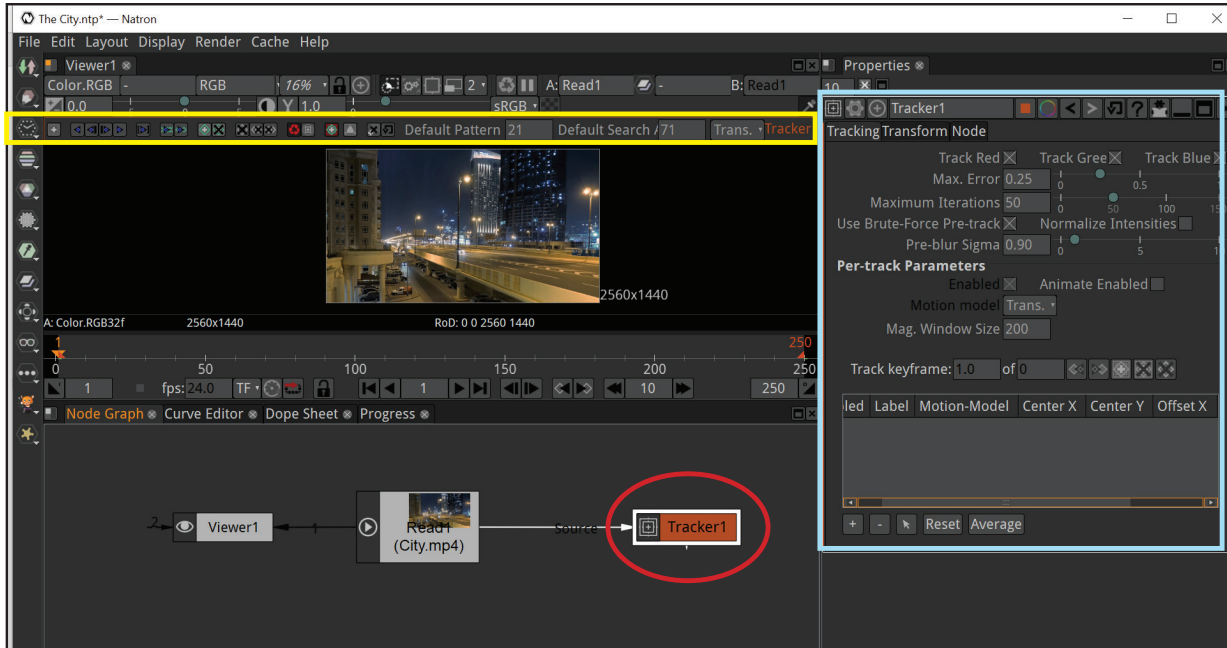 The City.ntp* — Natron
File Edit Layout Display Render Cache Help
Viewer1
Color.RGB - RGB 16% 2 A: Read1 - B: Read1
0.0 Y 1.0 sRGB
Default Pattern 21 Default Search A 71 Trans. Tracker
2560x1440
A: Color.RGB32f 2560x1440 RoD: 0 0 2560 1440
1 250
0 50 100 150 200 250
1 fps: 24.0 TF 1 10 250
Node Graph Curve Editor Dope Sheet Progress
2 Viewer1 1 Read1 Source Tracker1
(City.mp4)
Properties
10
Tracker1
Tracking Transform Node
Track Red Track Gree Track Blue
Max. Error 0.25 0 0.5
Maximum Iterations 50 0 50 100 150
Use Brute-Force Pre-track Normalize Intensities
Pre-blur Sigma 0.90 0 5
Per-track Parameters
Enabled Animate Enabled
Motion model Trans.
Mag. Window Size 200
Track keyframe: 1.0 of 0
led Label Motion-Model Center X Center Y Offset X
+ - Reset Average